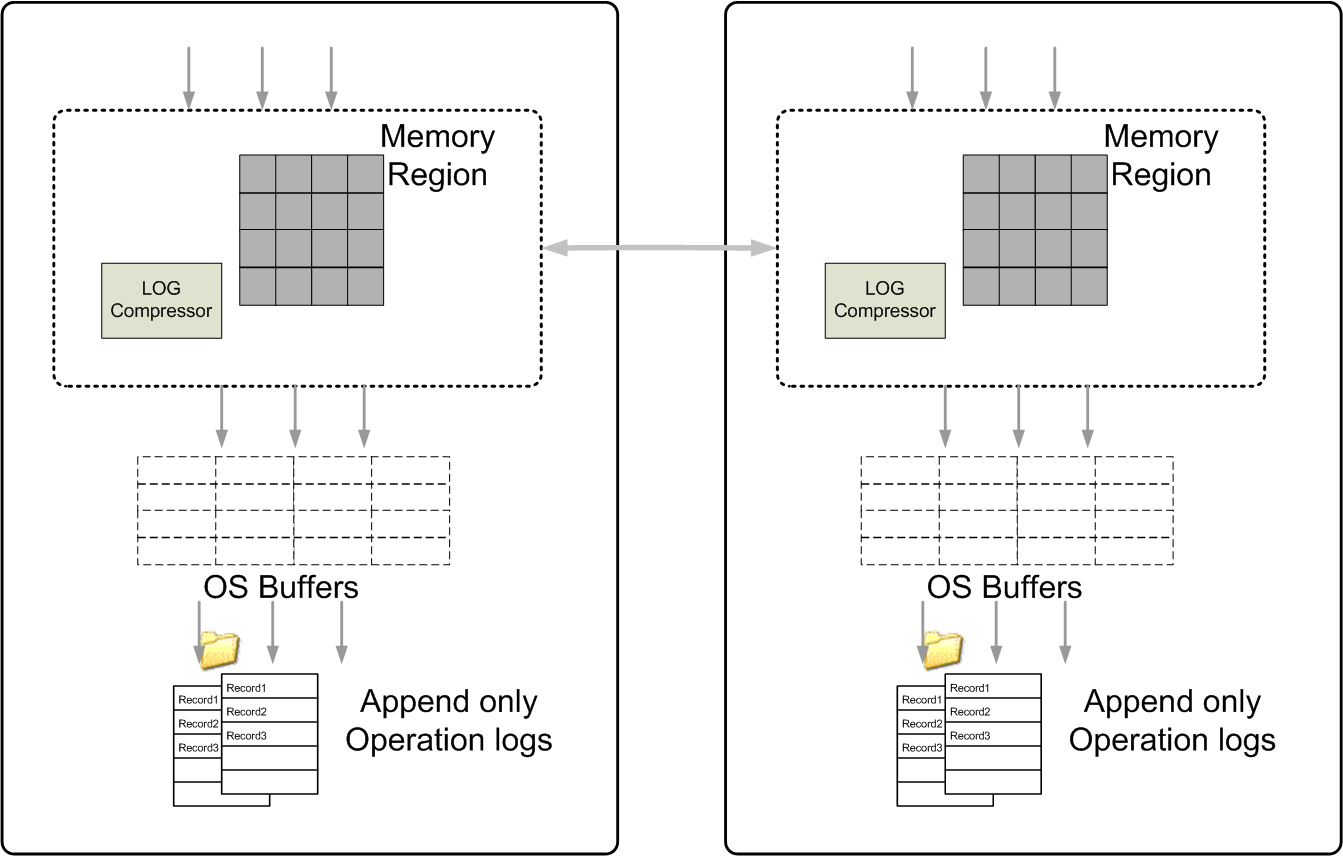 Memory
Region
LOG
Compressor
OS Buffers
Record1
Record2
Record3
Record1
Record2
Record3
Append only
Operation logs
Memory
Region
LOG
Compressor
OS Buffers
Record1
Record2
Record3
Record1
Record2
Record3
Append only
Operation logs